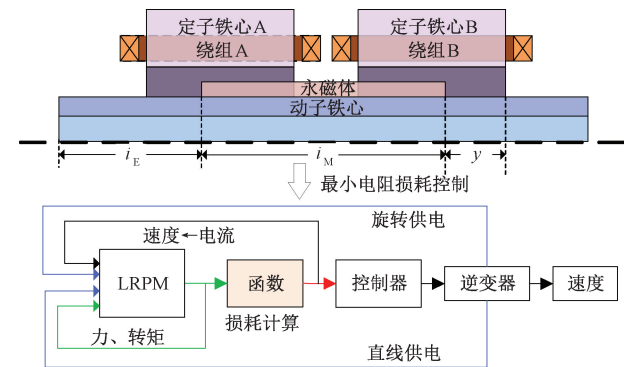 定子铁心A
定子铁心B
绕组A
绕组B
永磁体
动子铁心
iE
iM
y
最小电阻损耗控制
旋转供电
速度←电流
LRPM
函数
控制器
逆变器
速度
损耗计算
力、转矩
直线供电